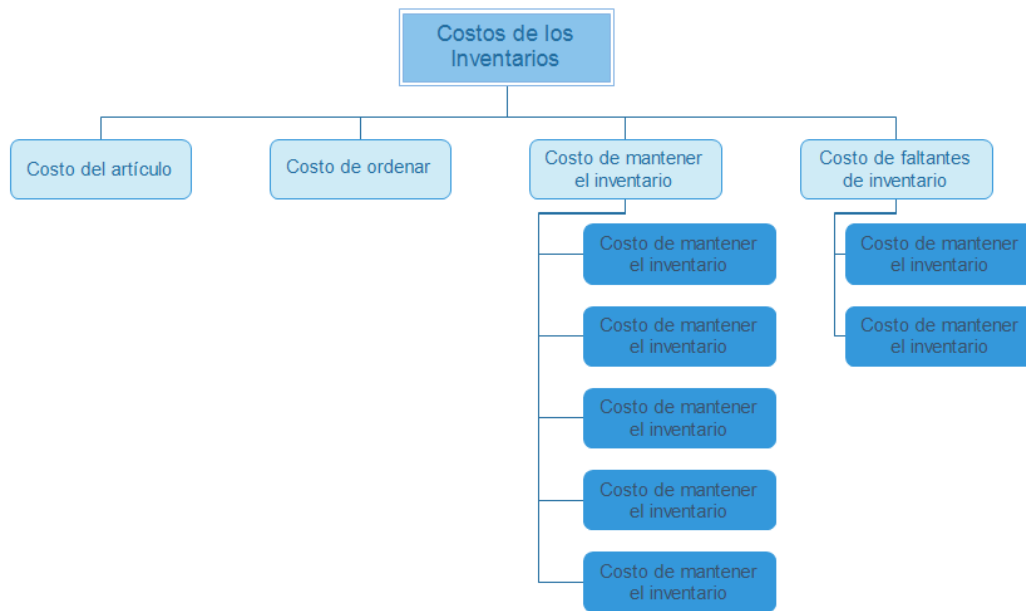 Costos de los
Inventarios
Costo del artículo
Costo de ordenar
Costo de mantener
el inventario
Costo de faltantes
de inventario
Costo de mantener
el inventario
Costo de mantener
el inventario
Costo de mantener
el inventario
Costo de mantener
el inventario
Costo de mantener
el inventario
Costo de mantener
el inventario
Costo de mantener
el inventario